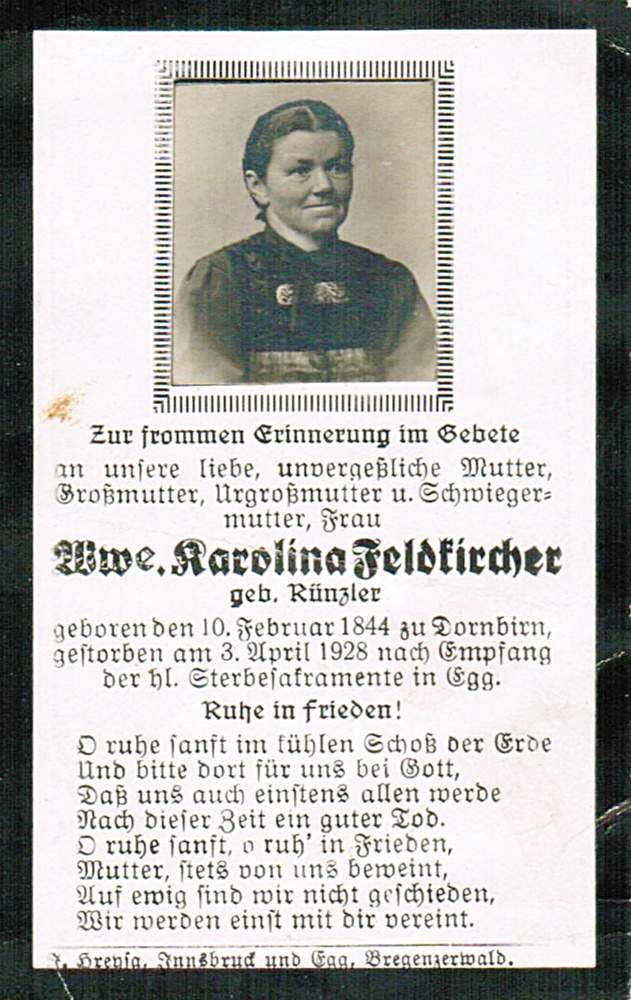 Zur frommen Erinnerung im Gebete
an unsere liebe, unvergeßliche Mutter,
Großmutter, Urgroßmutter u. Schwieger-
mutter, Frau
Wwe. Karolina Feldkircher
geb. Rünzler
geboren den 10. Februar 1844 zu Dornbirn,
gestorben am 3. April 1928 nach Empfang
der hl. Sterbesakramente in Egg.
Ruhe in Frieden!
O ruhe sanft im kühlen Schoß der Erde
Und bitte dort für uns bei Gott,
Daß uns auch einstens allen werde
Nach dieser Zeit ein guter Tod.
O ruhe sanft, o ruh' in Frieden,
Mutter, stets von uns beweint,
Auf ewig sind wir nicht geschieden,
Wir werden einst mit dir vereint.
Innsbruck und Egg, Bregenzerwald.